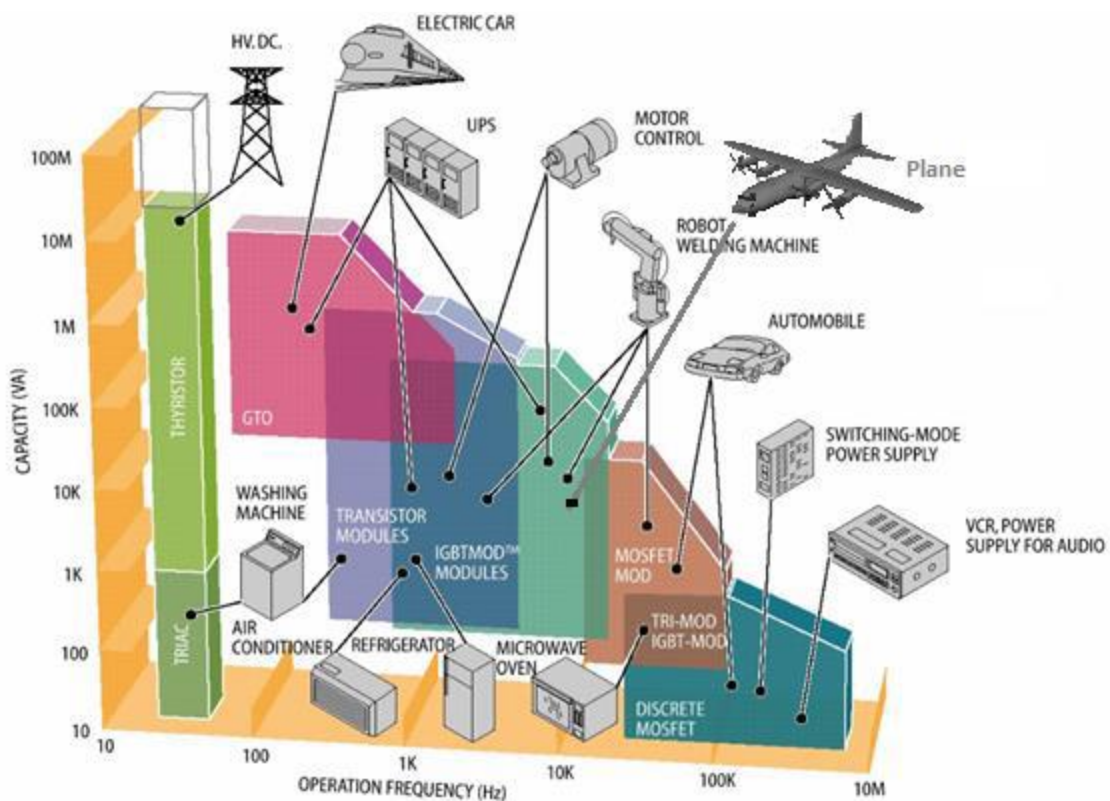 ELECTRIC CAR
HV. DC.
UPS
MOTOR
CONTROL
Plane
ROBOT
WELDING MACHINE
AUTOMOBILE
SWITCHING-MODE
POWER SUPPLY
VCR, POWER
SUPPLY FOR AUDIO
CAPACITY (VA)
100M
10M
1M
100K
10K
1K
100
10
THYRISTOR
TRIAC
GTO
WASHING
MACHINE
TRANSISTOR
MODULES
IGBTMOD™
MODULES
MOSFET
MOD
TRI-MOD
IGBT-MOD
DISCRETE
MOSFET
AIR
CONDITIONER
REFRIGERATOR
MICROWAVE
OVEN
10
100
1K
10K
100K
10M
OPERATION FREQUENCY (Hz)